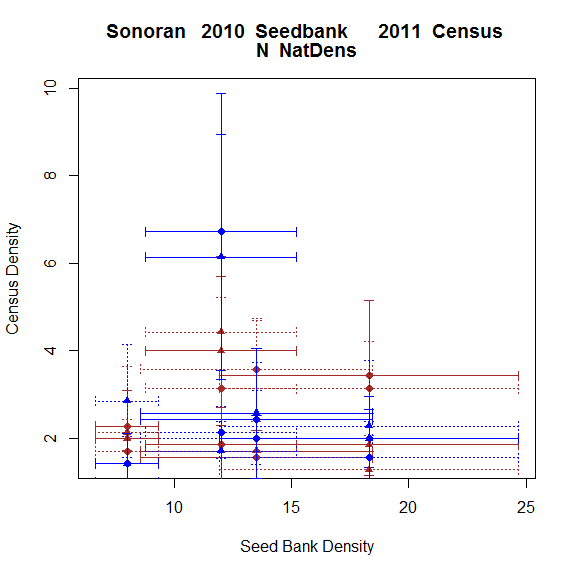 Sonoran 2010 Seedbank 2011 Census
N NatDens
10
8
6
4
2
Census Density
10 15 20 25
Seed Bank Density